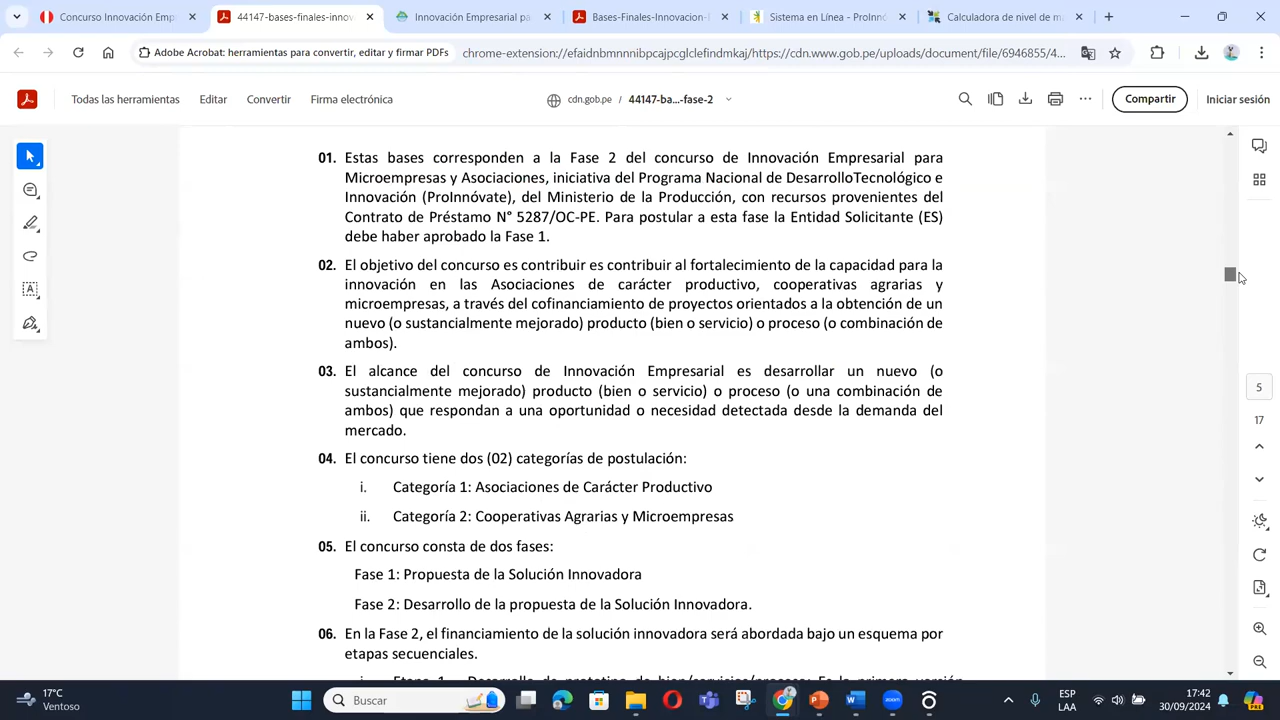 Concurso Innovación Emp
44147-bases-finales-innov
Innovación Empresarial pa
Bases-Finales-Innovacion-E
Sistema en Línea - ProInnó
Calculadora de nivel de m
Adobe Acrobat: herramientas para convertir, editar y firmar PDFs
chrome-extension://efaidnbmnnnibpcajpcglclefindmkaj/https://cdn.www.gob.pe/uploads/document/file/6946855/4...
Todas las herramientas
Editar
Convertir
Firma electrónica
cdn.gob.pe / 44147-ba...-fase-2
Compartir
Iniciar sesión
01. Estas bases corresponden a la Fase 2 del concurso de Innovación Empresarial para
Microempresas y Asociaciones, iniciativa del Programa Nacional de DesarrolloTecnológico e
Innovación (ProInnóvate), del Ministerio de la Producción, con recursos provenientes del
Contrato de Préstamo N° 5287/OC-PE. Para postular a esta fase la Entidad Solicitante (ES)
debe haber aprobado la Fase 1.
02. El objetivo del concurso es contribuir es contribuir al fortalecimiento de la capacidad para la
innovación en las Asociaciones de carácter productivo, cooperativas agrarias y
microempresas, a través del cofinanciamiento de proyectos orientados a la obtención de un
nuevo (o sustancialmente mejorado) producto (bien o servicio) o proceso (o combinación de
ambos).
03. El alcance del concurso de Innovación Empresarial es desarrollar un nuevo (o
sustancialmente mejorado) producto (bien o servicio) o proceso (o una combinación de
ambos) que respondan a una oportunidad o necesidad detectada desde la demanda del
mercado.
04. El concurso tiene dos (02) categorías de postulación:
i. Categoría 1: Asociaciones de Carácter Productivo
ii. Categoría 2: Cooperativas Agrarias y Microempresas
05. El concurso consta de dos fases:
Fase 1: Propuesta de la Solución Innovadora
Fase 2: Desarrollo de la propuesta de la Solución Innovadora.
06. En la Fase 2, el financiamiento de la solución innovadora será abordada bajo un esquema por
etapas secuenciales.
i. Etapa 1. Desarrollo de prototipo de bien/servicios/proceso: Es la primera versión
5
17
17°C
Ventoso
Buscar
ESP
LAA
17:42
30/09/2024